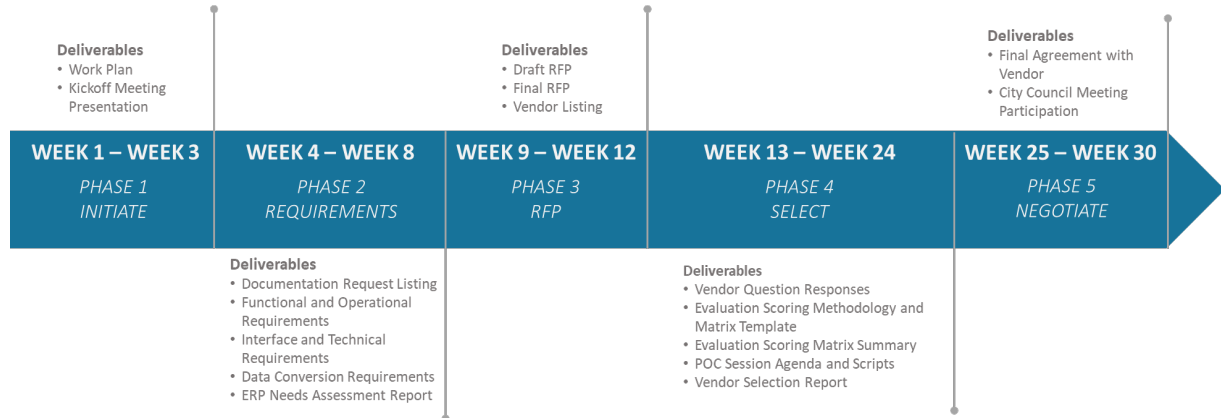 Deliverables
• Work Plan
• Kickoff Meeting
Presentation
Deliverables
• Draft RFP
• Final RFP
• Vendor Listing
Deliverables
• Final Agreement with
Vendor
• City Council Meeting
Participation
WEEK 1 – WEEK 3
PHASE 1
INITIATE
WEEK 4 – WEEK 8
PHASE 2
REQUIREMENTS
WEEK 9 – WEEK 12
PHASE 3
RFP
WEEK 13 – WEEK 24
PHASE 4
SELECT
WEEK 25 – WEEK 30
PHASE 5
NEGOTIATE
Deliverables
• Documentation Request Listing
• Functional and Operational
Requirements
• Interface and Technical
Requirements
• Data Conversion Requirements
• ERP Needs Assessment Report
Deliverables
• Vendor Question Responses
• Evaluation Scoring Methodology and
Matrix Template
• Evaluation Scoring Matrix Summary
• POC Session Agenda and Scripts
• Vendor Selection Report